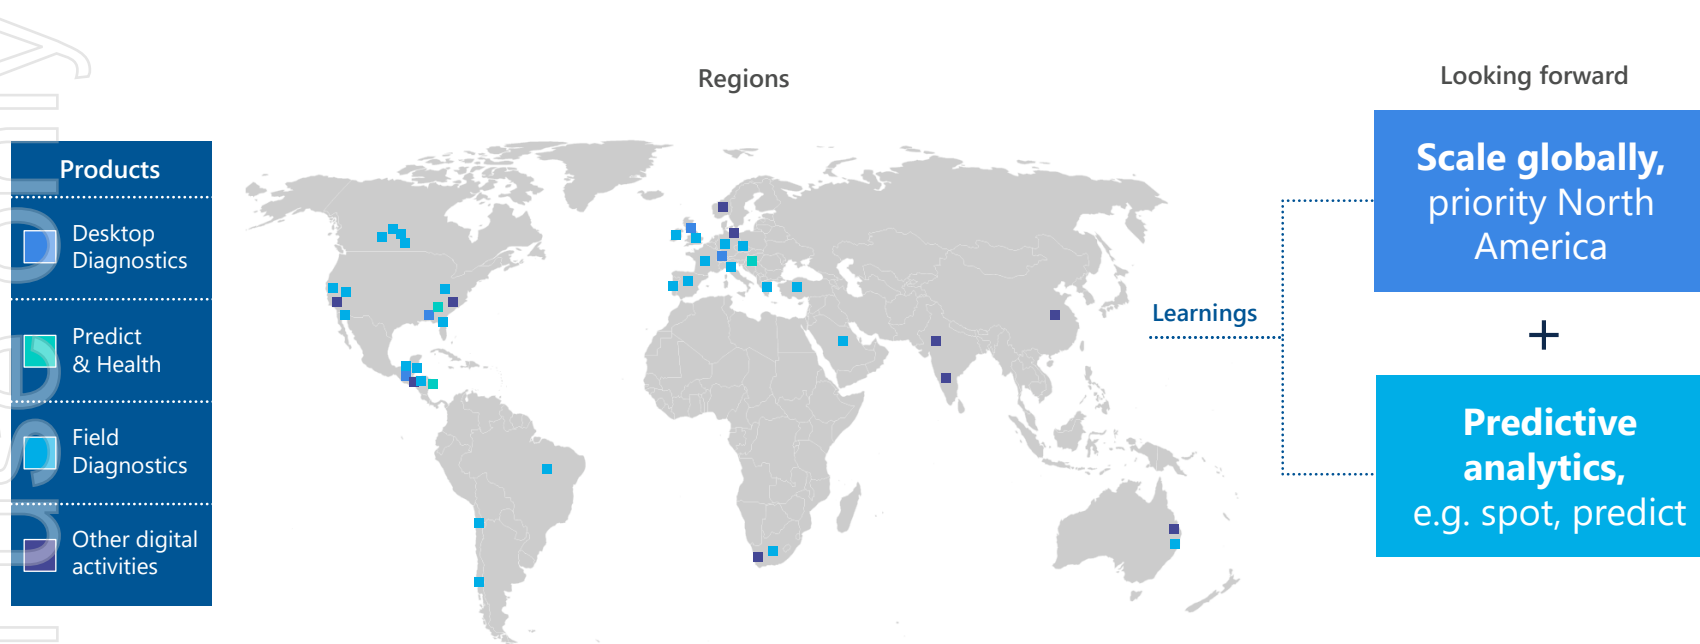 Regions
Looking forward
Products
Desktop
Diagnostics
Predict
& Health
Field
Diagnostics
Other digital
activities
Learnings
Scale globally,
priority North
America
+
Predictive
analytics,
e.g. spot, predict